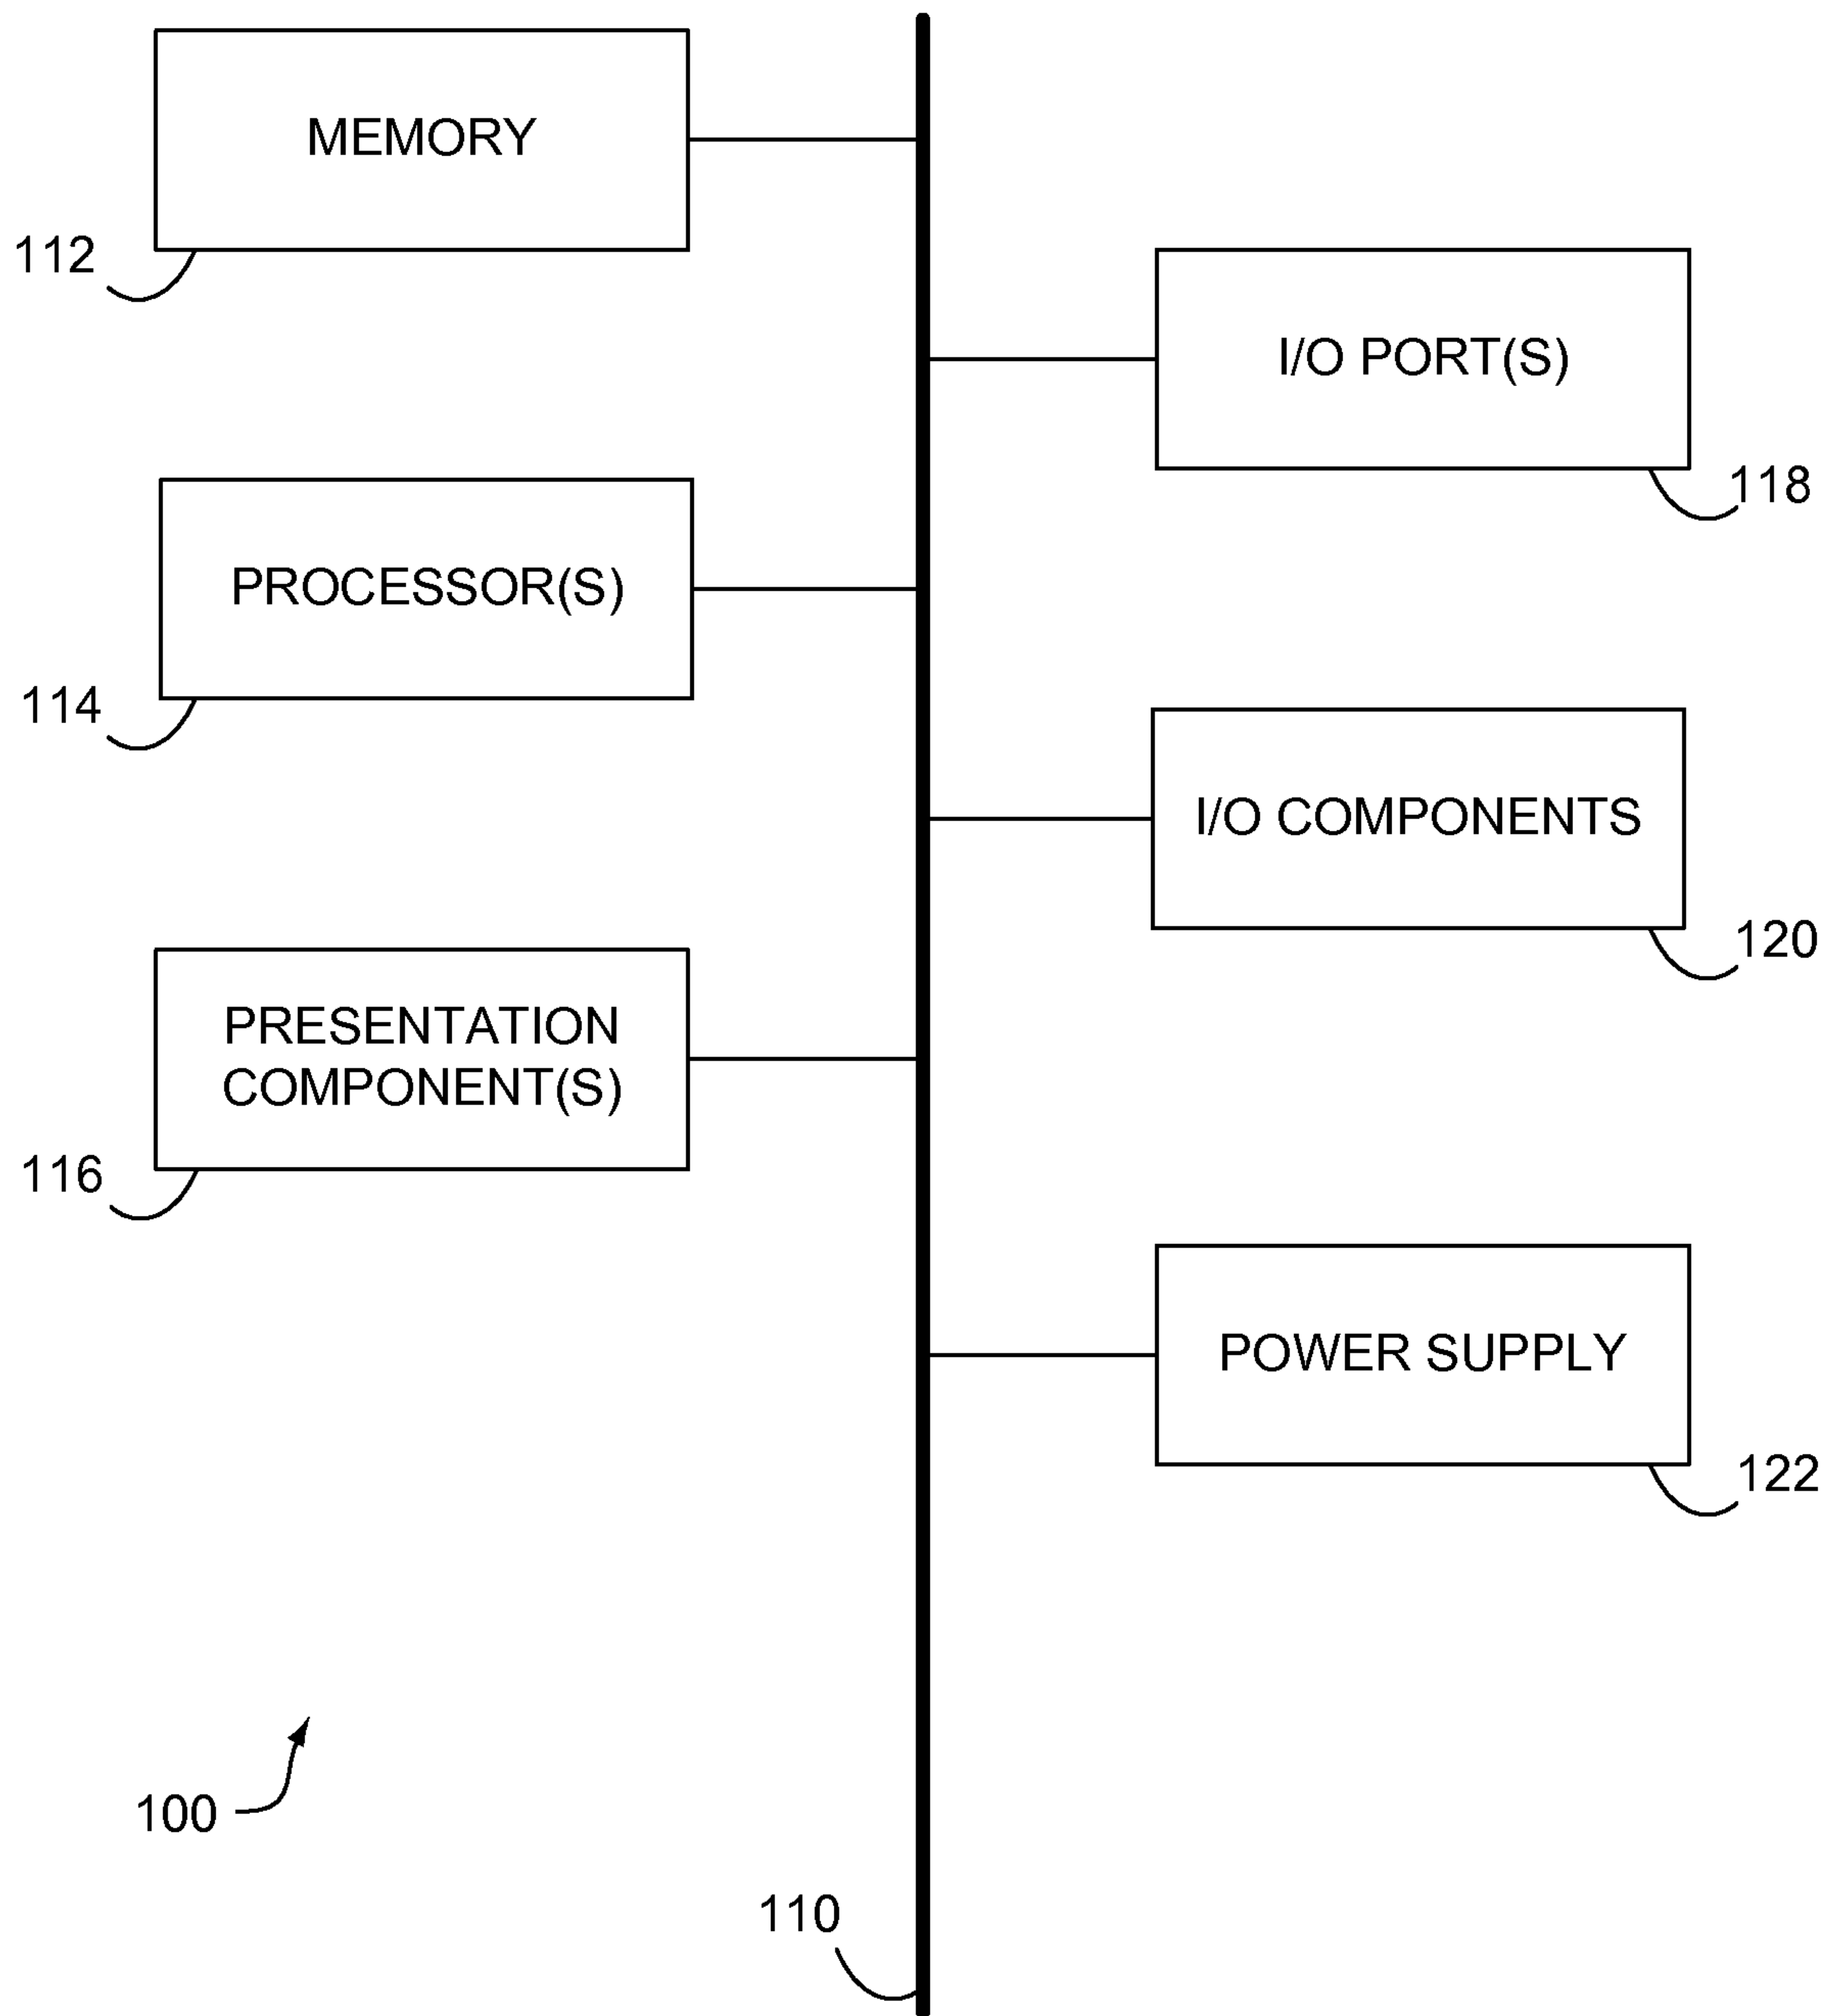 MEMORY
112
I/O PORT(S)
118
PROCESSOR(S)
114
I/O COMPONENTS
120
PRESENTATION
COMPONENT(S)
116
POWER SUPPLY
122
100
110